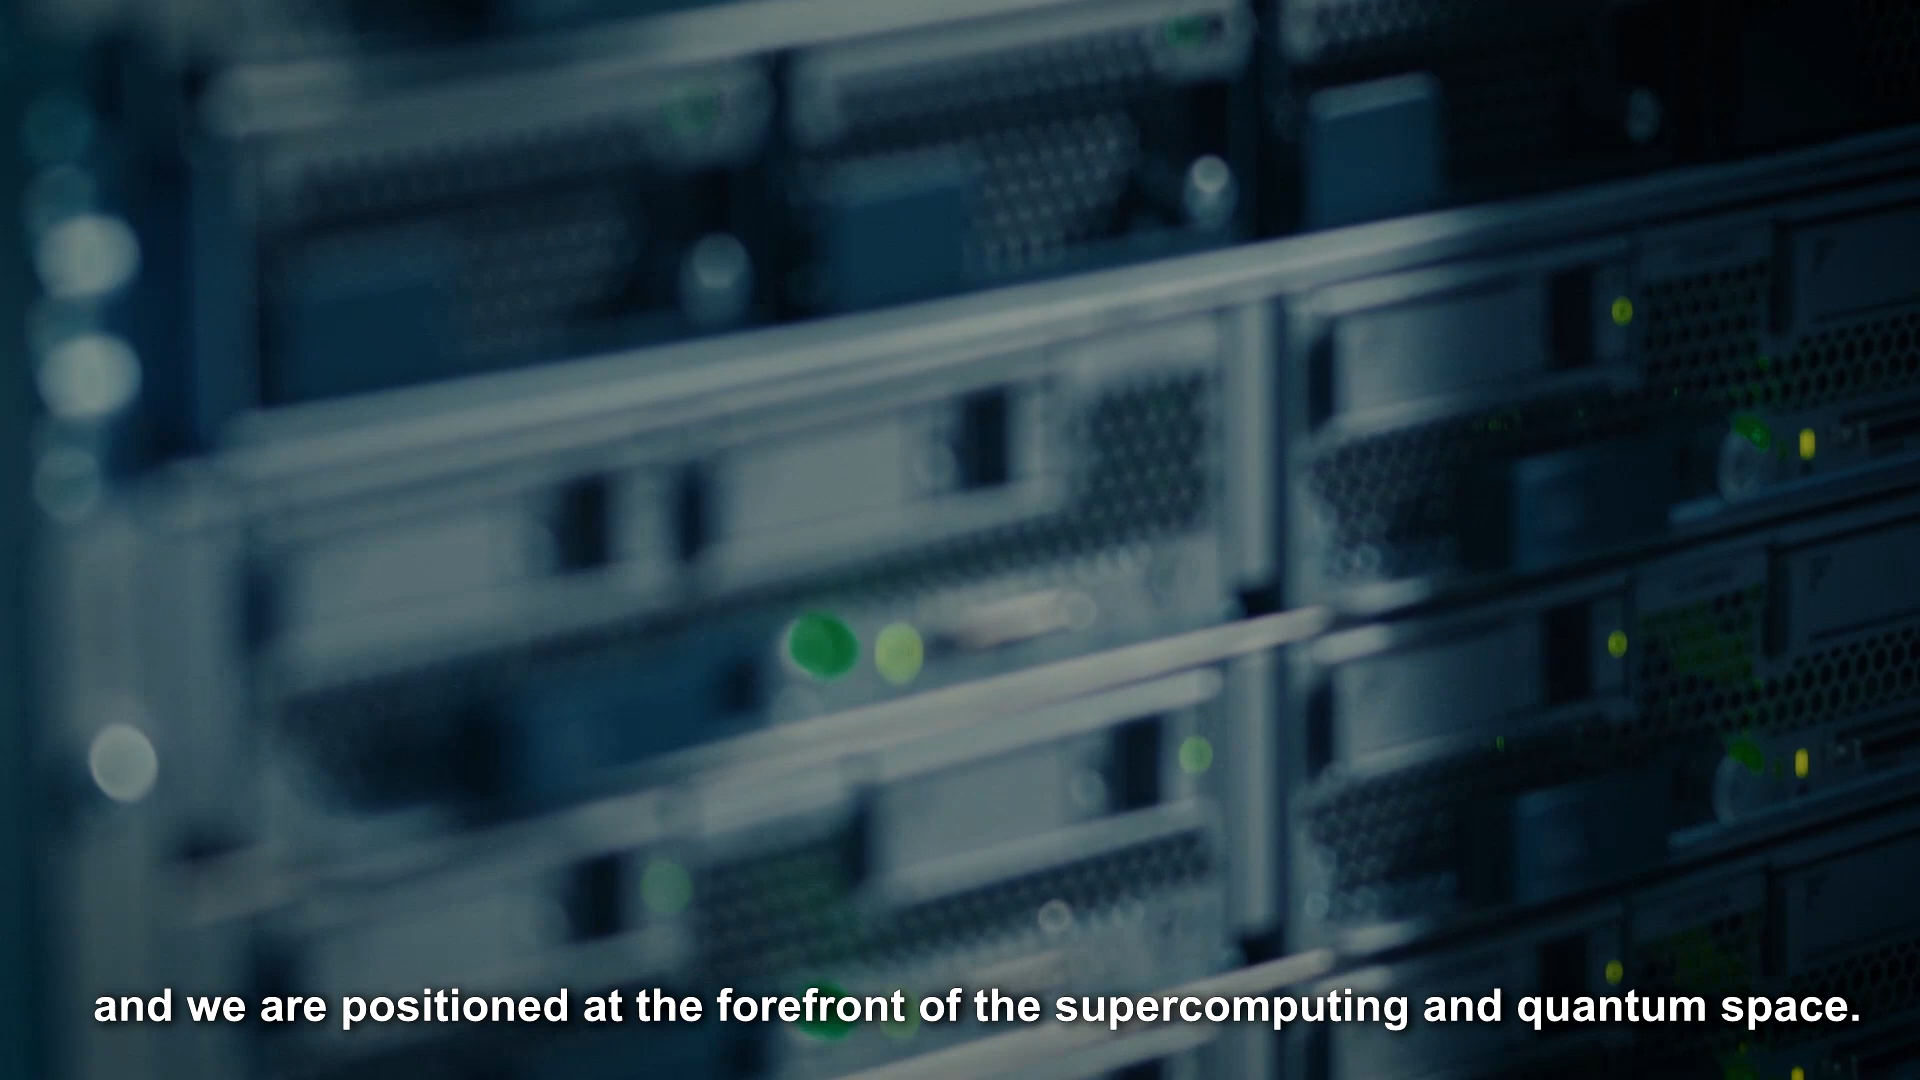 and we are positioned at the forefront of the supercomputing and quantum space.